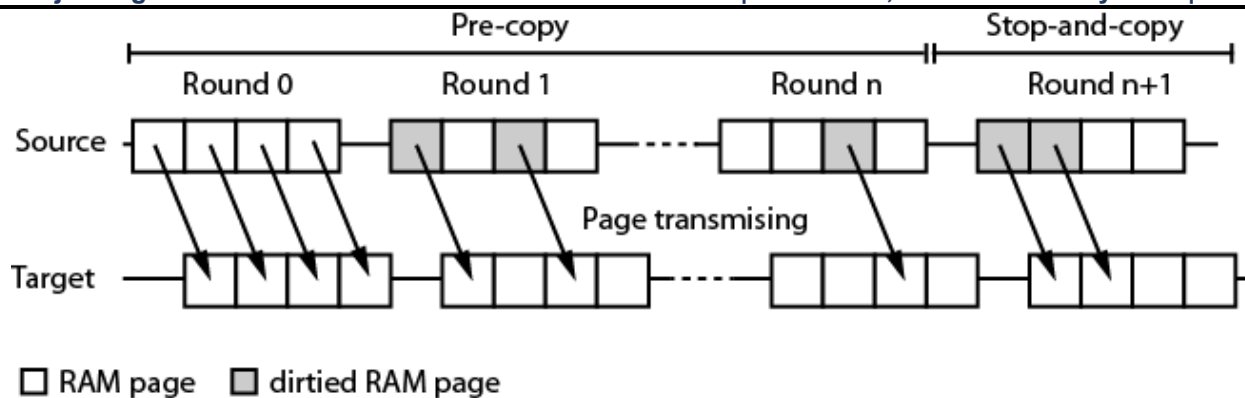 Pre-copy Stop-and-copy
Round 0 Round 1 Round n Round n+1
Source
Page transmising
Target
RAM page dirtied RAM page